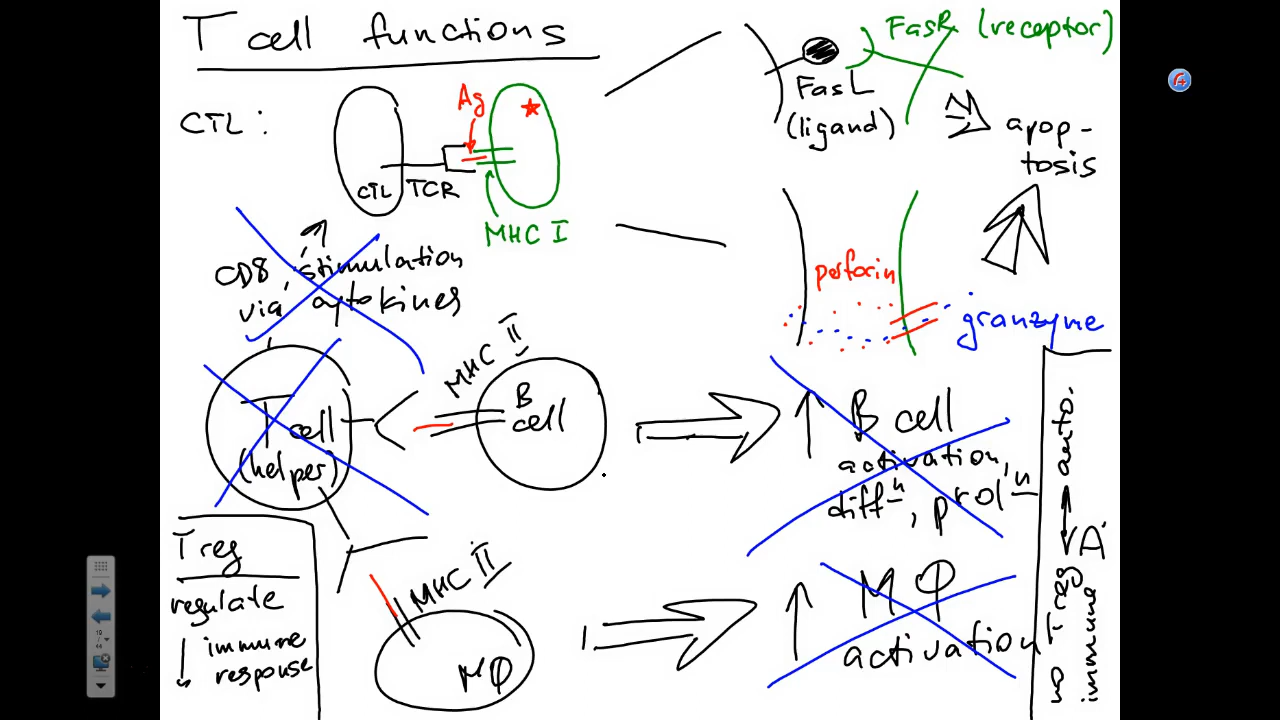 T cell functions
CTL:
Ag
CTL
TCR
MHC I
FasL
(ligand)
FasR (receptor)
apop-
tosis
perforin
granzyme
CD8 stimulation
via cytokines
T cell
(helper)
MHC II
B
cell
↑ B cell
activation,
diffⁿ, prolⁿ
MHC II
MΦ
↑ MΦ
activation
Treg
regulate
↓ immune
response
no Treg ↔ auto-
immune